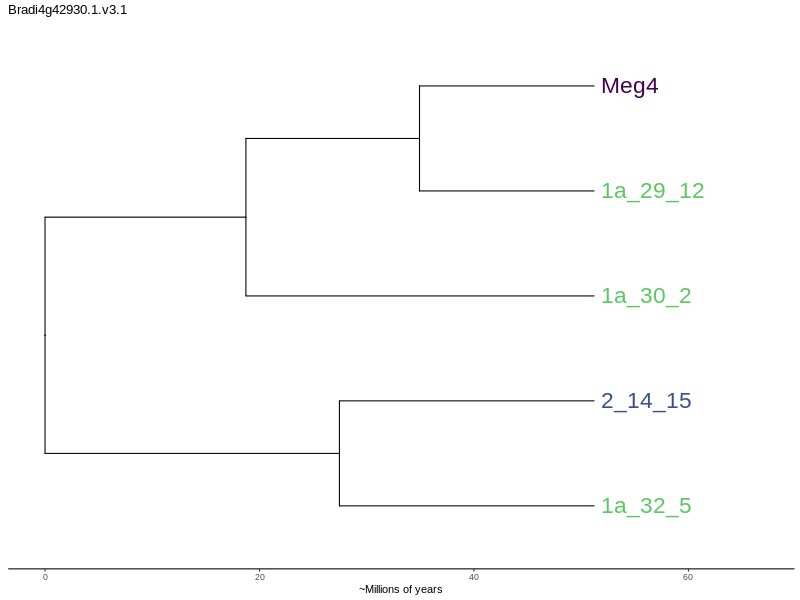 Bradi4g42930.1.v3.1
Meg4
1a_29_12
1a_30_2
2_14_15
1a_32_5
0 20 40 60
~Millions of years